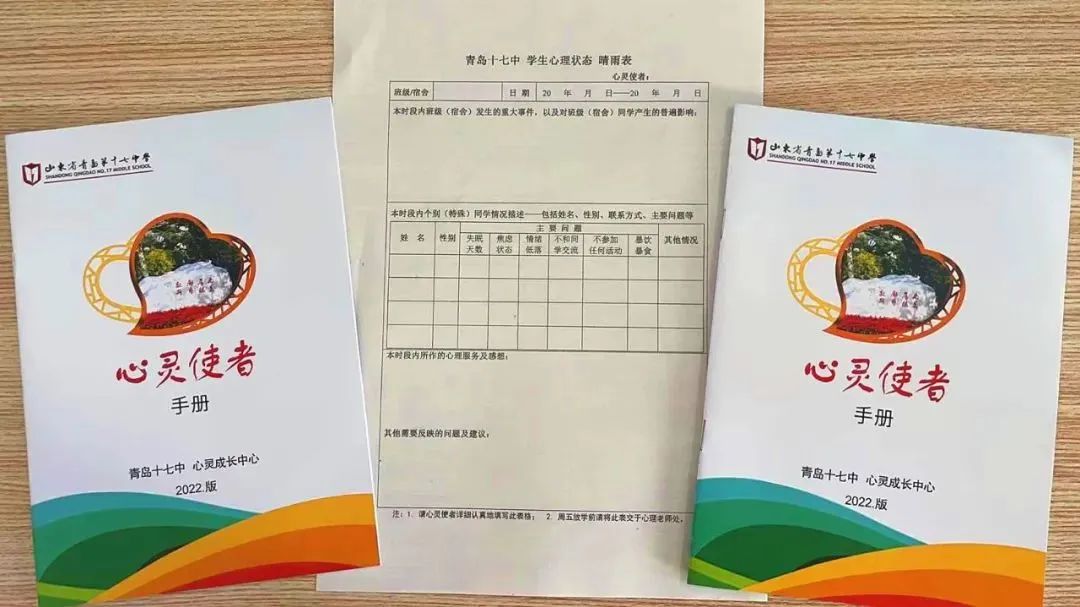 山东省青岛第十七中学
SHANDONG QINGDAO NO.17 MIDDLE SCHOOL
心灵使者
手册
青岛十七中 心灵成长中心
2022.版
青岛十七中 学生心理状态 晴雨表
心灵使者：
班级/宿舍 日 期 20 年 月 日——20 年 月 日
本时段内班级（宿舍）发生的重大事件，以及对班级（宿舍）同学产生的普遍影响：
本时段内个别（特殊）同学情况描述——包括姓名、性别、联系方式、主要问题等
姓 名 性别 主 要 问 题 其他情况
失眠天数 焦虑状态 情绪低落 不和同学交流 不参加任何活动 暴饮暴食
本时段内所作的心理服务及感想：
其他需要反映的问题及建议：
注：1. 请心灵使者详细认真地填写此表格； 2. 周五放学前请将此表交于心理老师处。
山东省青岛第十七中学
SHANDONG QINGDAO NO.17 MIDDLE SCHOOL
心灵使者
手册
青岛十七中 心灵成长中心
2022.版